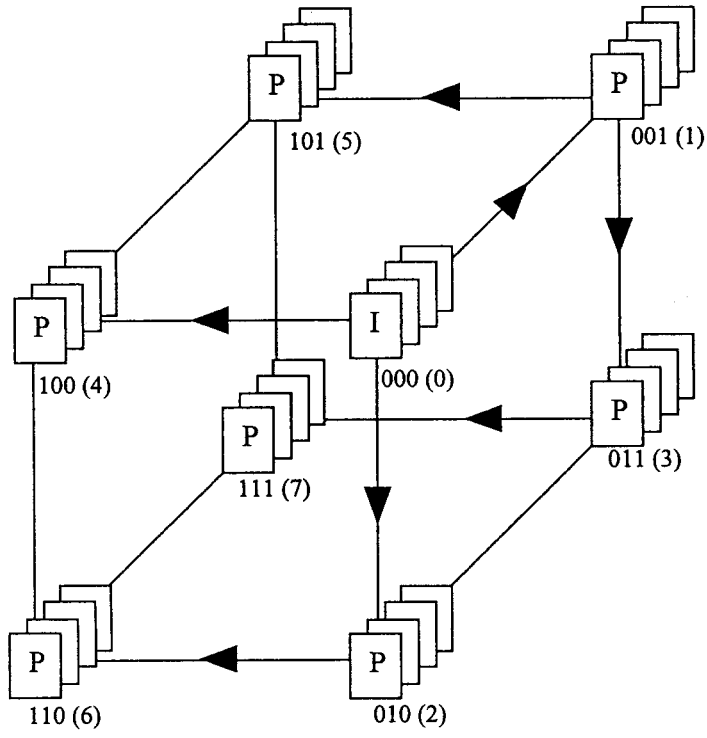 P
101 (5)
P
001 (1)
P
100 (4)
I
000 (0)
P
111 (7)
P
011 (3)
P
110 (6)
P
010 (2)